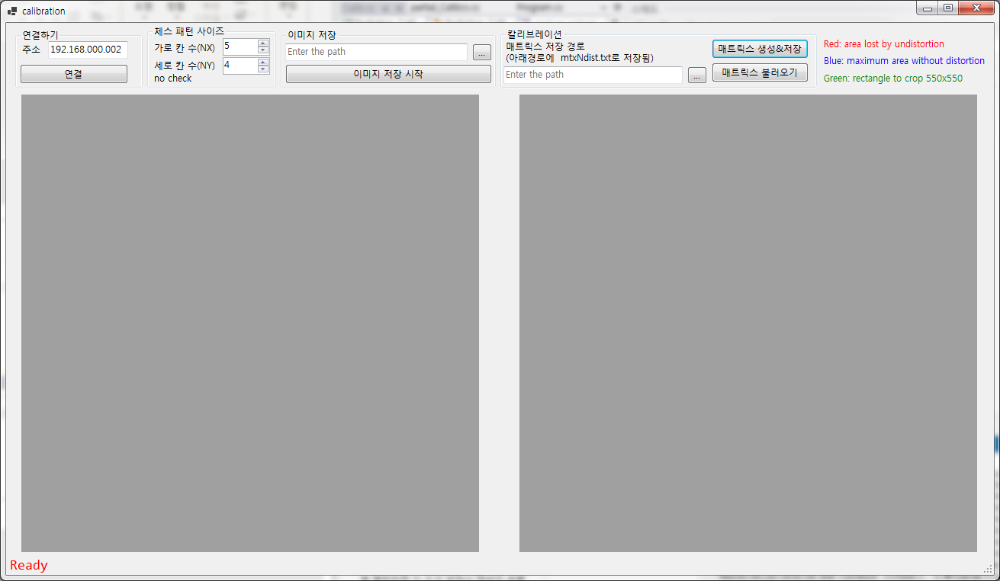 calibration
연결하기
주소 192.168.000.002
연결
체스 패턴 사이즈
가로 칸 수(NX) 5
세로 칸 수(NY) 4
no check
이미지 저장
Enter the path ...
이미지 저장 시작
칼리브레이션
매트릭스 저장 경로
(아래경로에 mtxNdist.txt로 저장됨)
Enter the path ...
매트릭스 생성&저장
매트릭스 불러오기
Red: area lost by undistortion
Blue: maximum area without distortion
Green: rectangle to crop 550x550
Ready